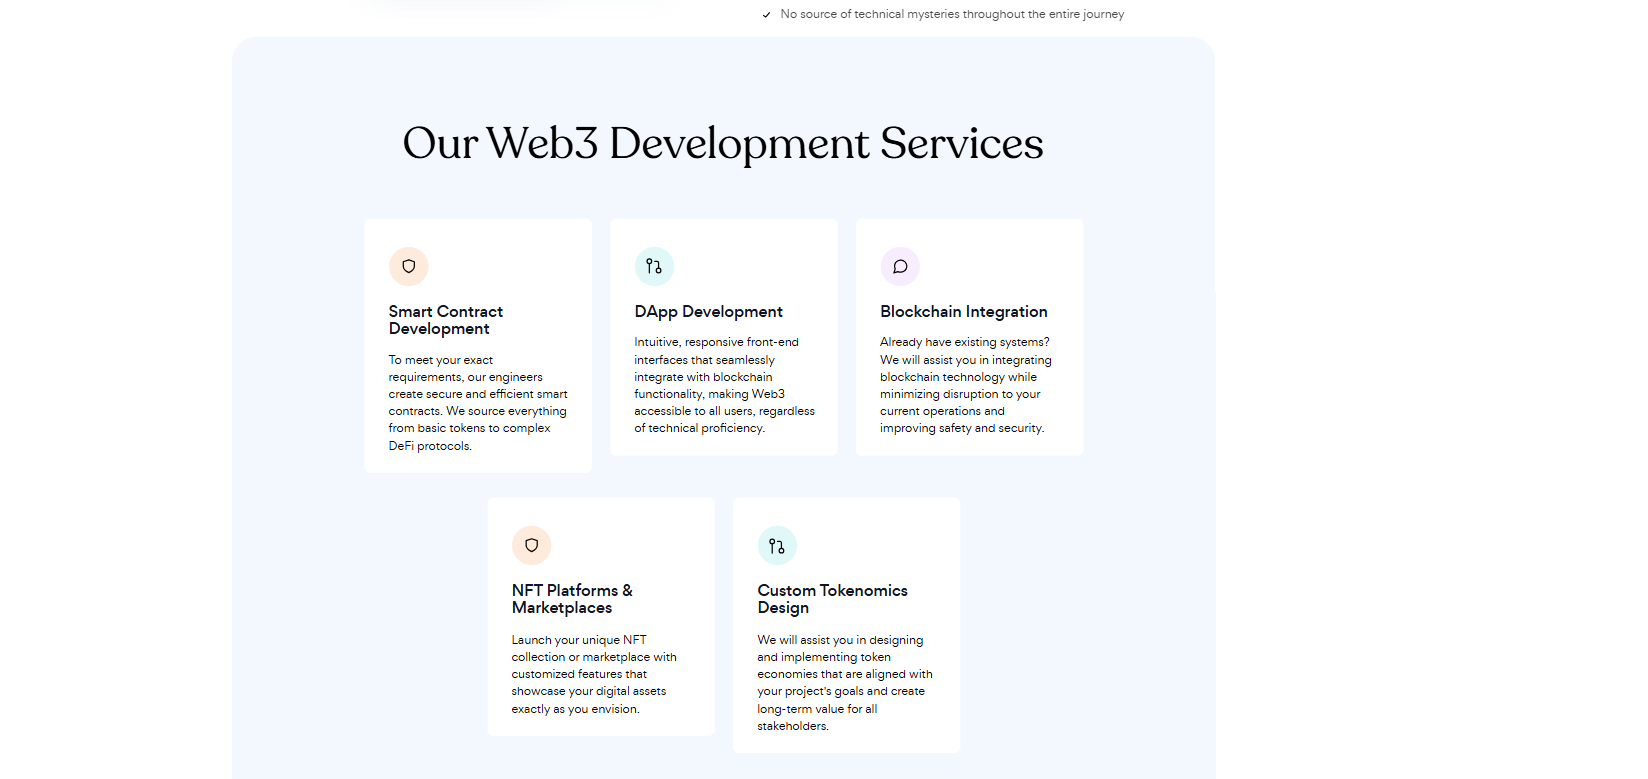 No source of technical mysteries throughout the entire journey
Our Web3 Development Services
Smart Contract
Development
To meet your exact
requirements, our engineers
create secure and efficient smart
contracts. We source everything
from basic tokens to complex
DeFi protocols.
DApp Development
Intuitive, responsive front-end
interfaces that seamlessly
integrate with blockchain
functionality, making Web3
accessible to all users, regardless
of technical proficiency.
Blockchain Integration
Already have existing systems?
We will assist you in integrating
blockchain technology while
minimizing disruption to your
current operations and
improving safety and security.
NFT Platforms &
Marketplaces
Launch your unique NFT
collection or marketplace with
customized features that
showcase your digital assets
exactly as you envision.
Custom Tokenomics
Design
We will assist you in designing
and implementing token
economies that are aligned with
your project's goals and create
long-term value for all
stakeholders.